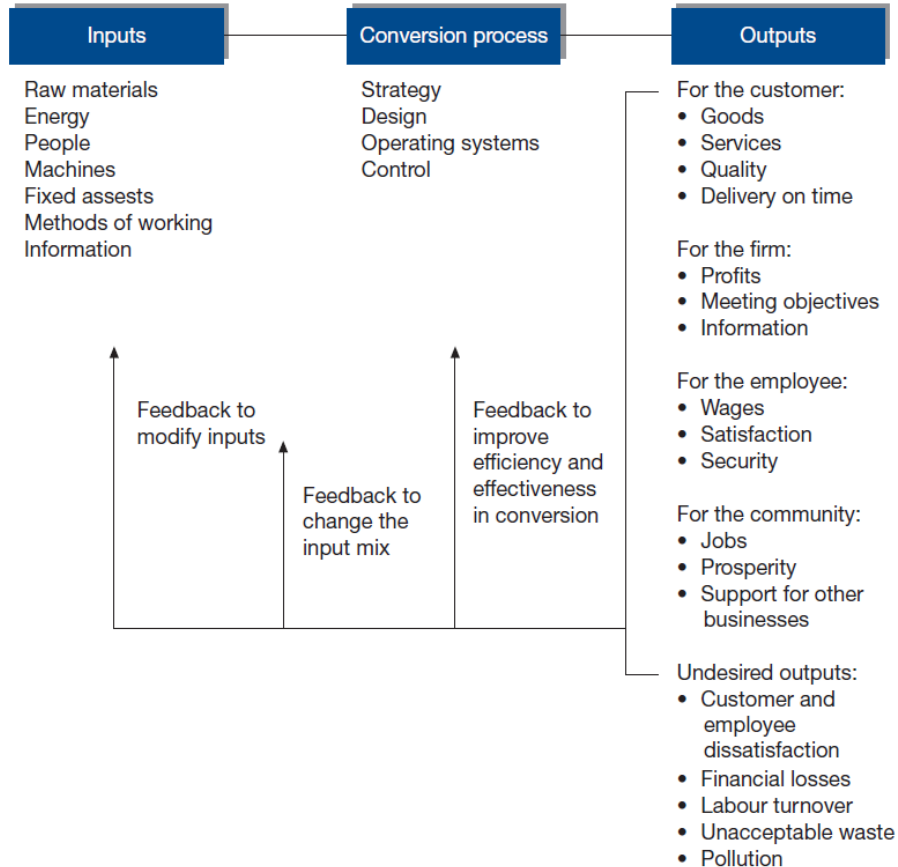 Inputs
Conversion process
Outputs
Raw materials
Energy
People
Machines
Fixed assests
Methods of working
Information
Strategy
Design
Operating systems
Control
For the customer:
• Goods
• Services
• Quality
• Delivery on time
For the firm:
• Profits
• Meeting objectives
• Information
For the employee:
• Wages
• Satisfaction
• Security
For the community:
• Jobs
• Prosperity
• Support for other
businesses
Undesired outputs:
• Customer and
employee
dissatisfaction
• Financial losses
• Labour turnover
• Unacceptable waste
• Pollution
Feedback to
modify inputs
Feedback to
change the
input mix
Feedback to
improve
efficiency and
effectiveness
in conversion